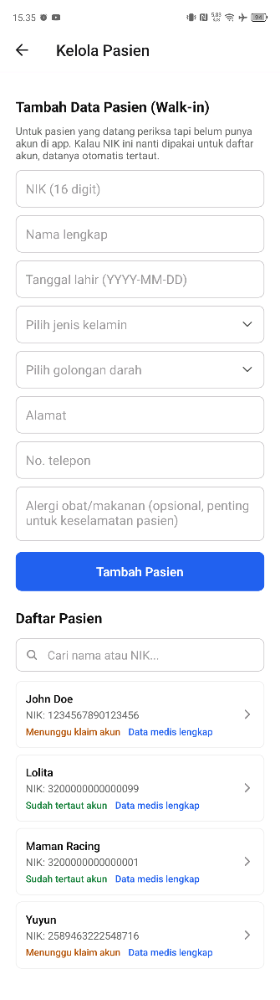 15.35
5,83
K/S
94
Kelola Pasien
Tambah Data Pasien (Walk-in)
Untuk pasien yang datang periksa tapi belum punya
akun di app. Kalau NIK ini nanti dipakai untuk daftar
akun, datanya otomatis tertaut.
NIK (16 digit)
Nama lengkap
Tanggal lahir (YYYY-MM-DD)
Pilih jenis kelamin
Pilih golongan darah
Alamat
No. telepon
Alergi obat/makanan (opsional, penting
untuk keselamatan pasien)
Tambah Pasien
Daftar Pasien
Cari nama atau NIK...
John Doe
NIK: 1234567890123456
Menunggu klaim akun Data medis lengkap
Lolita
NIK: 3200000000000099
Sudah tertaut akun Data medis lengkap
Maman Racing
NIK: 3200000000000001
Sudah tertaut akun Data medis lengkap
Yuyun
NIK: 2589463222548716
Menunggu klaim akun Data medis lengkap